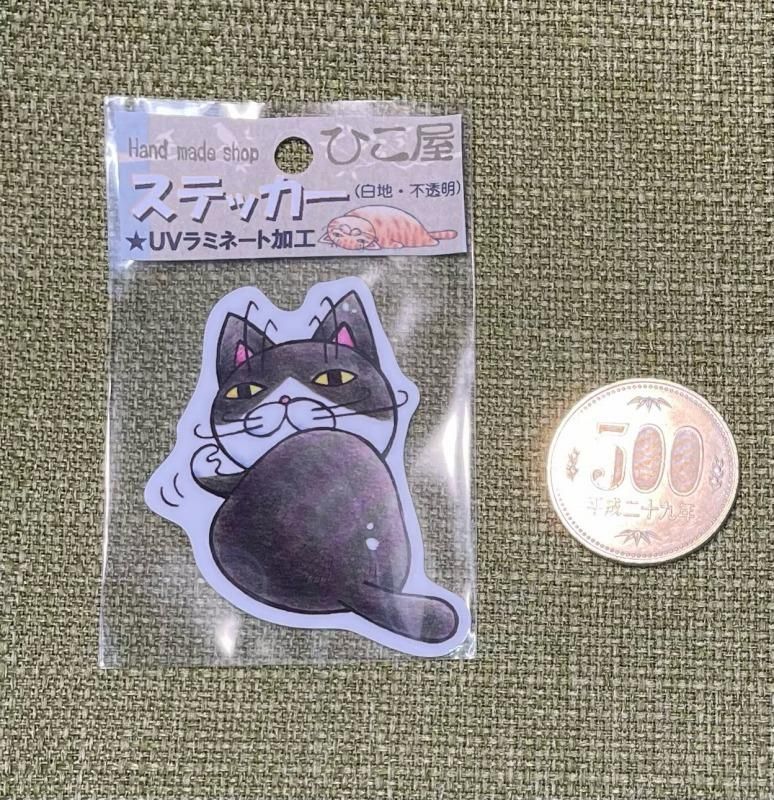 Hand made shop ひこ屋
ステッカー(白地・不透明)
★UVラミネート加工
500
平成二十九年